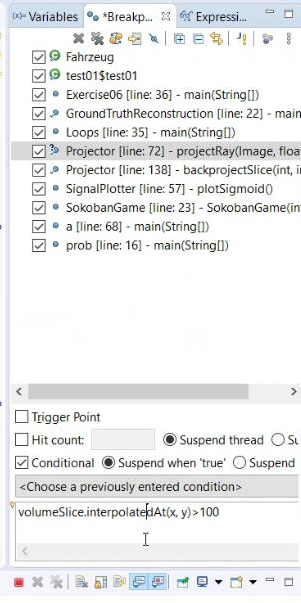 (x)= Variables
*Breakp...
Expressi...
Fahrzeug
test01$test01
Exercise06 [line: 36] - main(String[])
GroundTruthReconstruction [line: 22] - main
Loops [line: 35] - main(String[])
Projector [line: 72] - projectRay(Image, floa
Projector [line: 138] - backprojectSlice(int, i
SignalPlotter [line: 57] - plotSigmoid()
SokobanGame [line: 23] - SokobanGame(in
a [line: 68] - main(String[])
prob [line: 16] - main(String[])
Trigger Point
Hit count: Suspend thread Su
Conditional Suspend when 'true' Suspend
<Choose a previously entered condition>
volumeSlice.interpolatedAt(x, y)>100